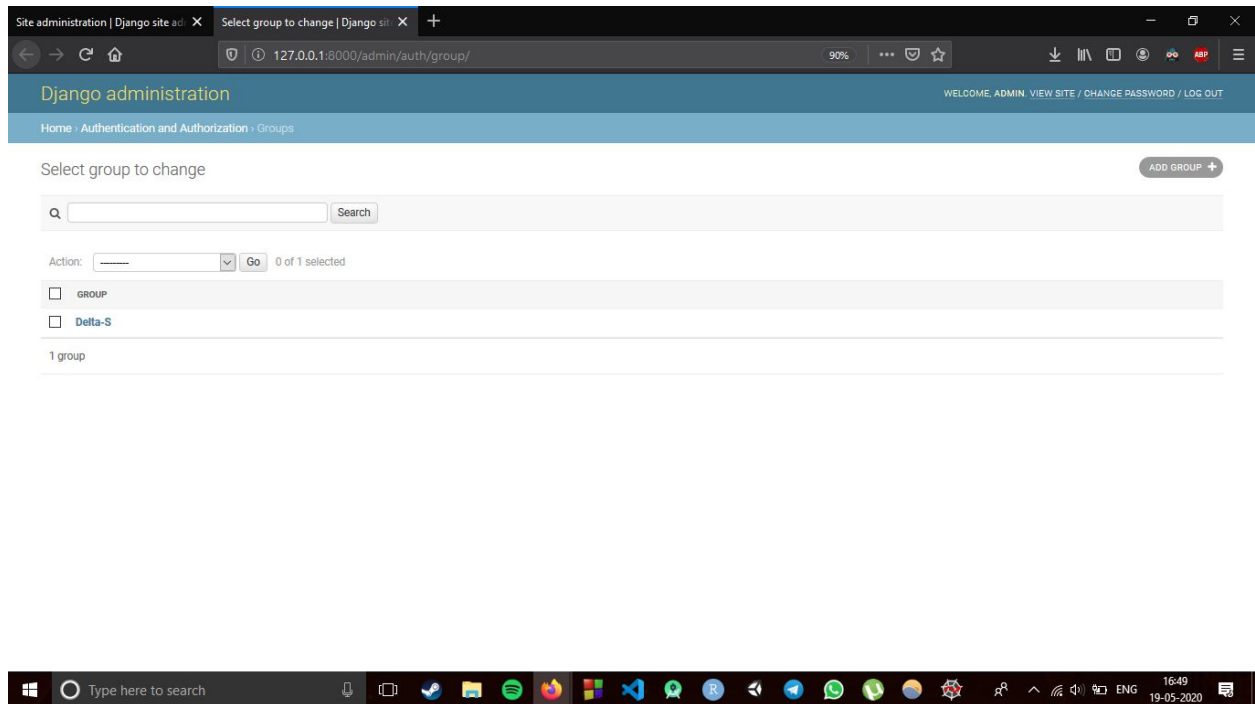 Site administration | Django site ad
Select group to change | Django sit
127.0.0.1:8000/admin/auth/group/
90%
ABP
Django administration
WELCOME, ADMIN. VIEW SITE / CHANGE PASSWORD / LOG OUT
Home › Authentication and Authorization › Groups
Select group to change
ADD GROUP +
Search
Action: --------- Go 0 of 1 selected
GROUP
Delta-S
1 group
Type here to search
R
ENG
16:49
19-05-2020